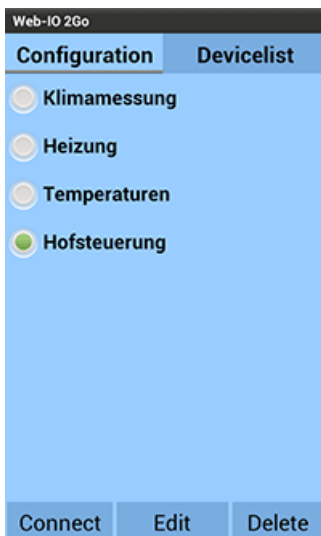 Web-IO 2Go
Configuration Devicelist
Klimamessung
Heizung
Temperaturen
Hofsteuerung
Connect Edit Delete